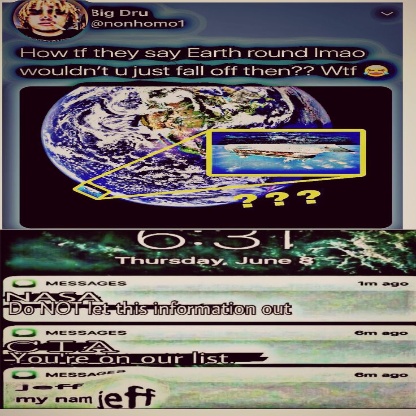 Big Dru
@nonhomo1
How tf they say Earth round lmao
wouldn't u just fall off then?? Wtf 😂
???
6:31
Thursday, June 8
MESSAGES 1m ago
NASA
Do NOT let this information out
MESSAGES 6m ago
CIA
You're on our list.
MESSAGES 6m ago
Jeff
my nam jeff